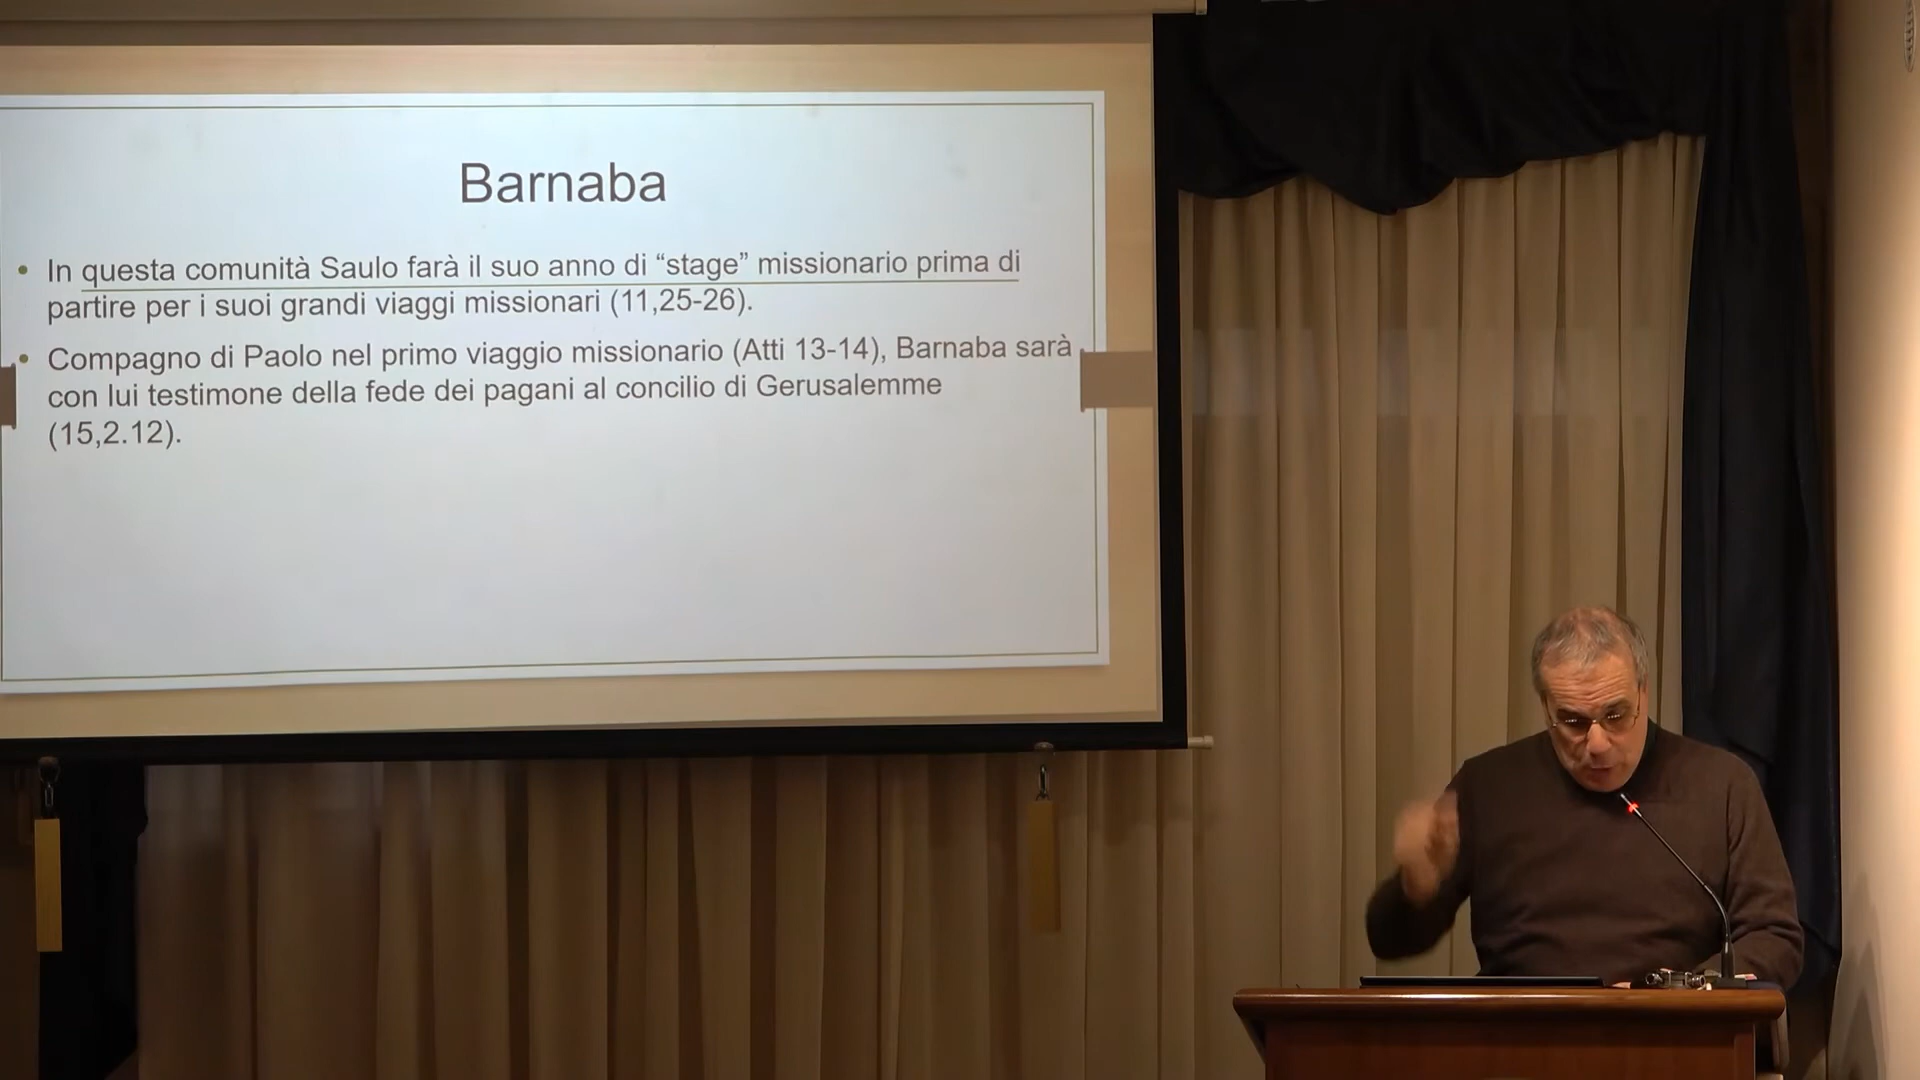 Barnaba
• In questa comunità Saulo farà il suo anno di “stage” missionario prima di
partire per i suoi grandi viaggi missionari (11,25-26).
• Compagno di Paolo nel primo viaggio missionario (Atti 13-14), Barnaba sarà
con lui testimone della fede dei pagani al concilio di Gerusalemme
(15,2.12).